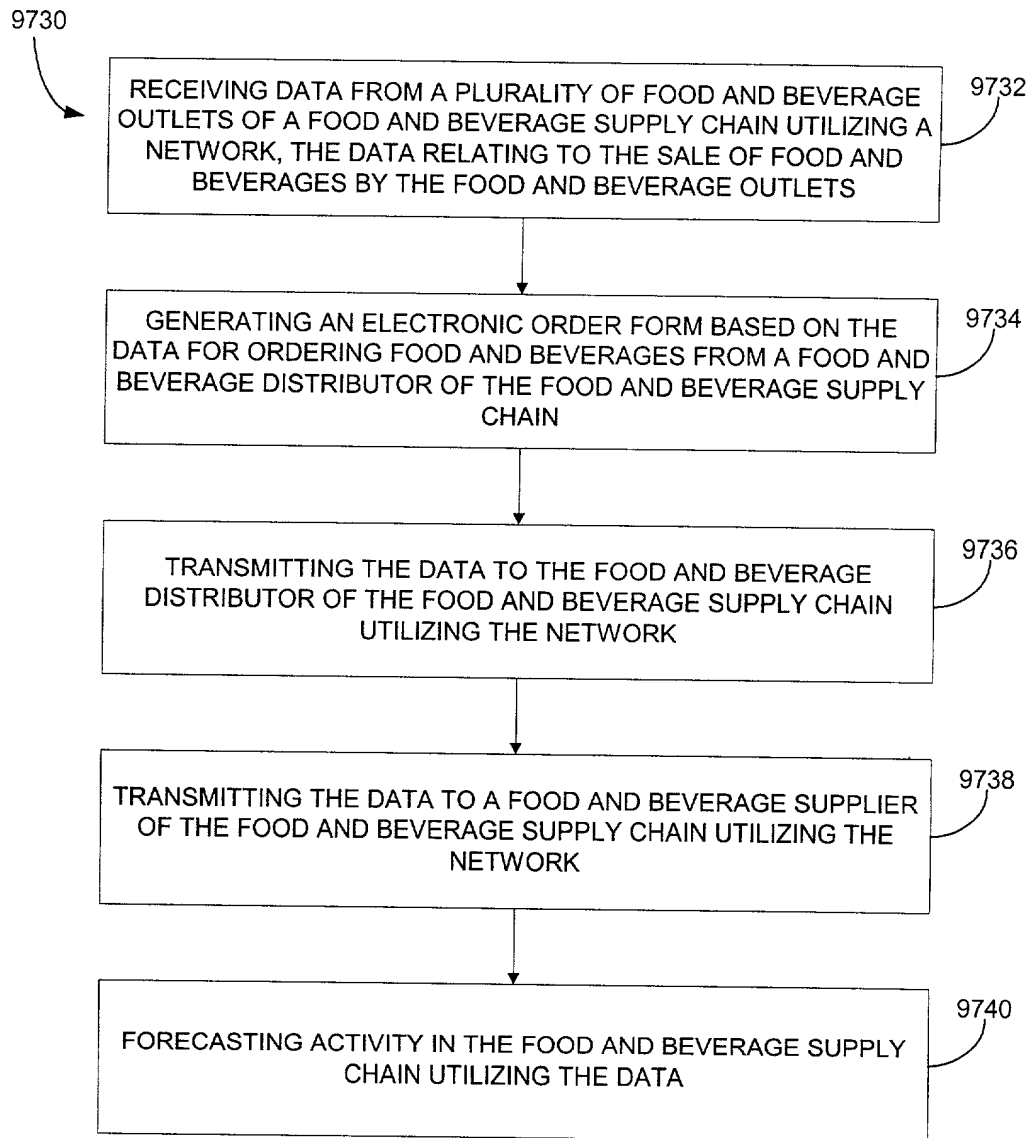 9730
RECEIVING DATA FROM A PLURALITY OF FOOD AND BEVERAGE
OUTLETS OF A FOOD AND BEVERAGE SUPPLY CHAIN UTILIZING A
NETWORK, THE DATA RELATING TO THE SALE OF FOOD AND
BEVERAGES BY THE FOOD AND BEVERAGE OUTLETS
9732
GENERATING AN ELECTRONIC ORDER FORM BASED ON THE
DATA FOR ORDERING FOOD AND BEVERAGES FROM A FOOD AND
BEVERAGE DISTRIBUTOR OF THE FOOD AND BEVERAGE SUPPLY
CHAIN
9734
TRANSMITTING THE DATA TO THE FOOD AND BEVERAGE
DISTRIBUTOR OF THE FOOD AND BEVERAGE SUPPLY CHAIN
UTILIZING THE NETWORK
9736
TRANSMITTING THE DATA TO A FOOD AND BEVERAGE SUPPLIER
OF THE FOOD AND BEVERAGE SUPPLY CHAIN UTILIZING THE
NETWORK
9738
FORECASTING ACTIVITY IN THE FOOD AND BEVERAGE SUPPLY
CHAIN UTILIZING THE DATA
9740